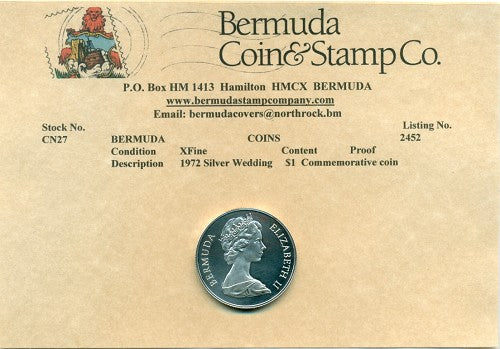 Bermuda
Coin & Stamp Co.
P.O. Box HM 1413 Hamilton HMCX BERMUDA
www.bermudastampcompany.com
Email: bermudacovers@northrock.bm
Stock No. Listing No.
CN27 BERMUDA COINS 2452
Condition XFine Content Proof
Description 1972 Silver Wedding $1 Commemorative coin
BERMUDA ELIZABETH II